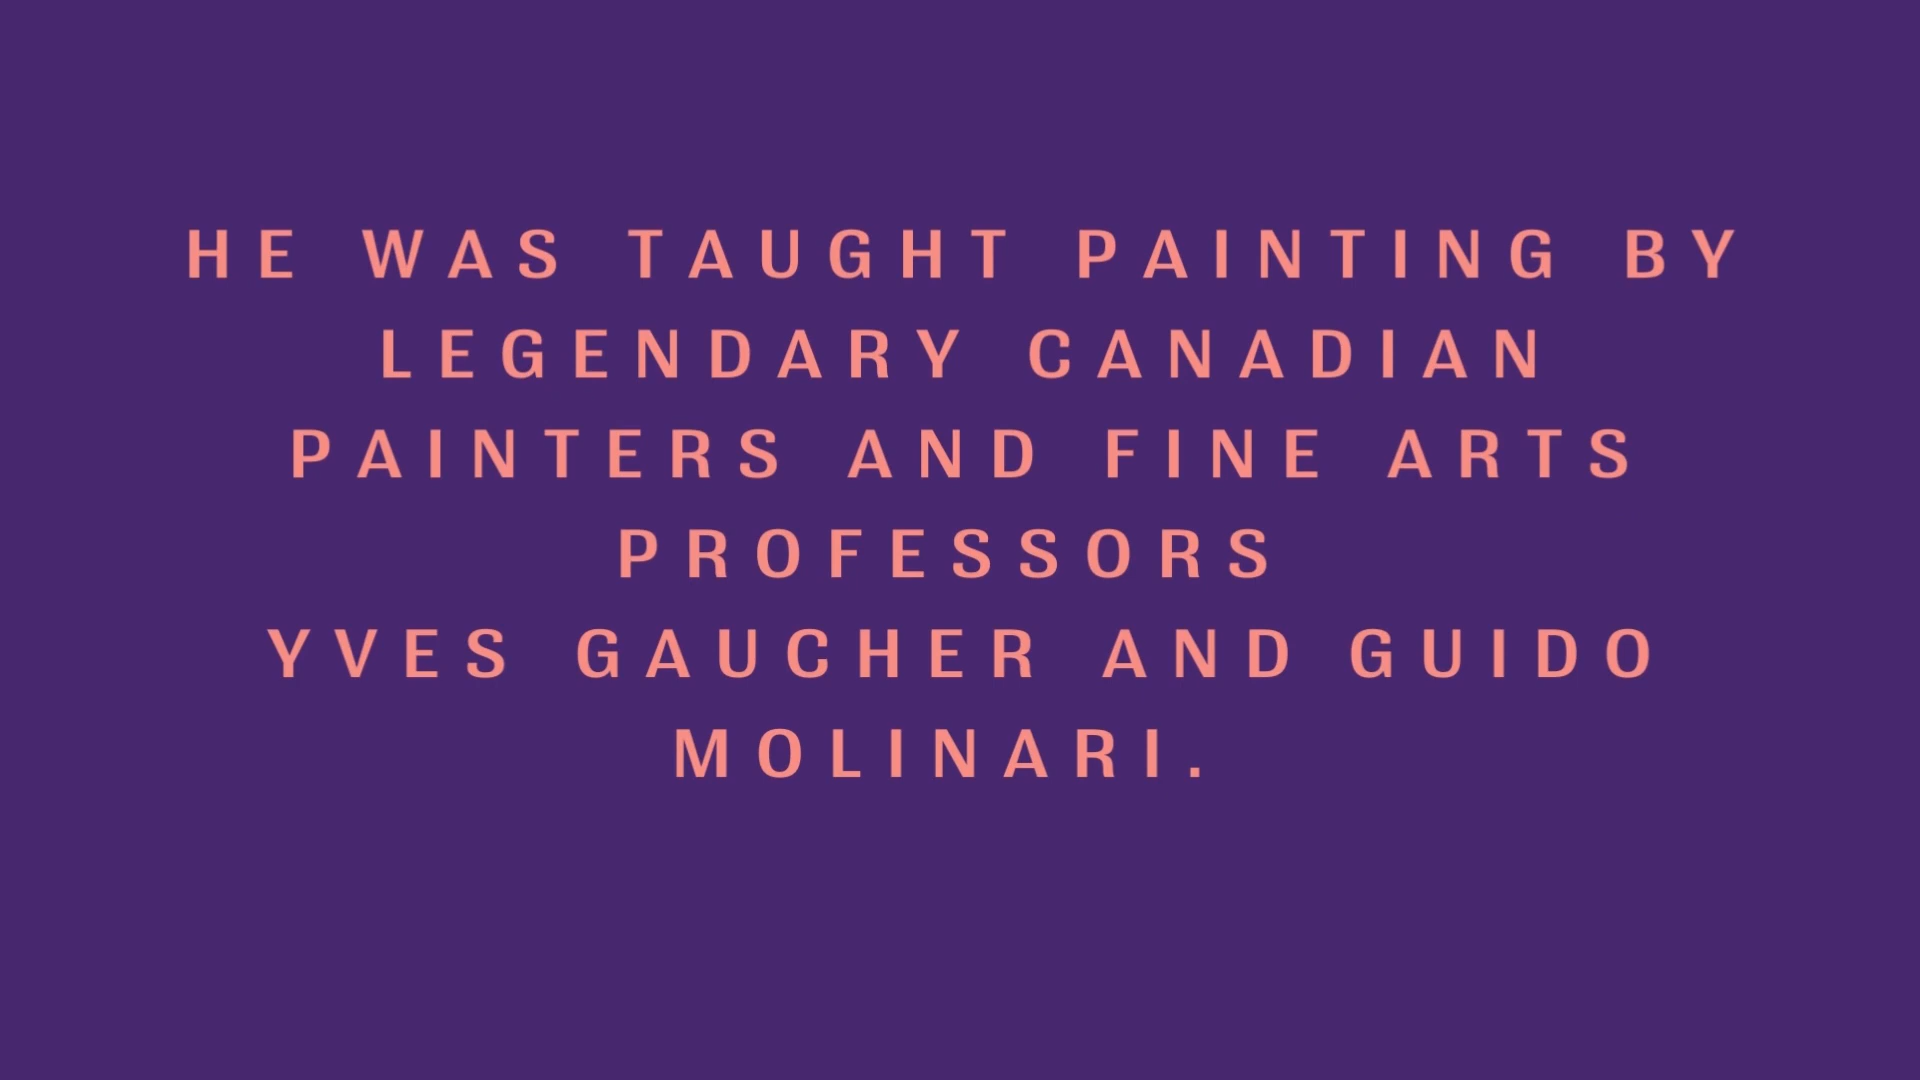 HE WAS TAUGHT PAINTING BY
LEGENDARY CANADIAN
PAINTERS AND FINE ARTS
PROFESSORS
YVES GAUCHER AND GUIDO
MOLINARI.